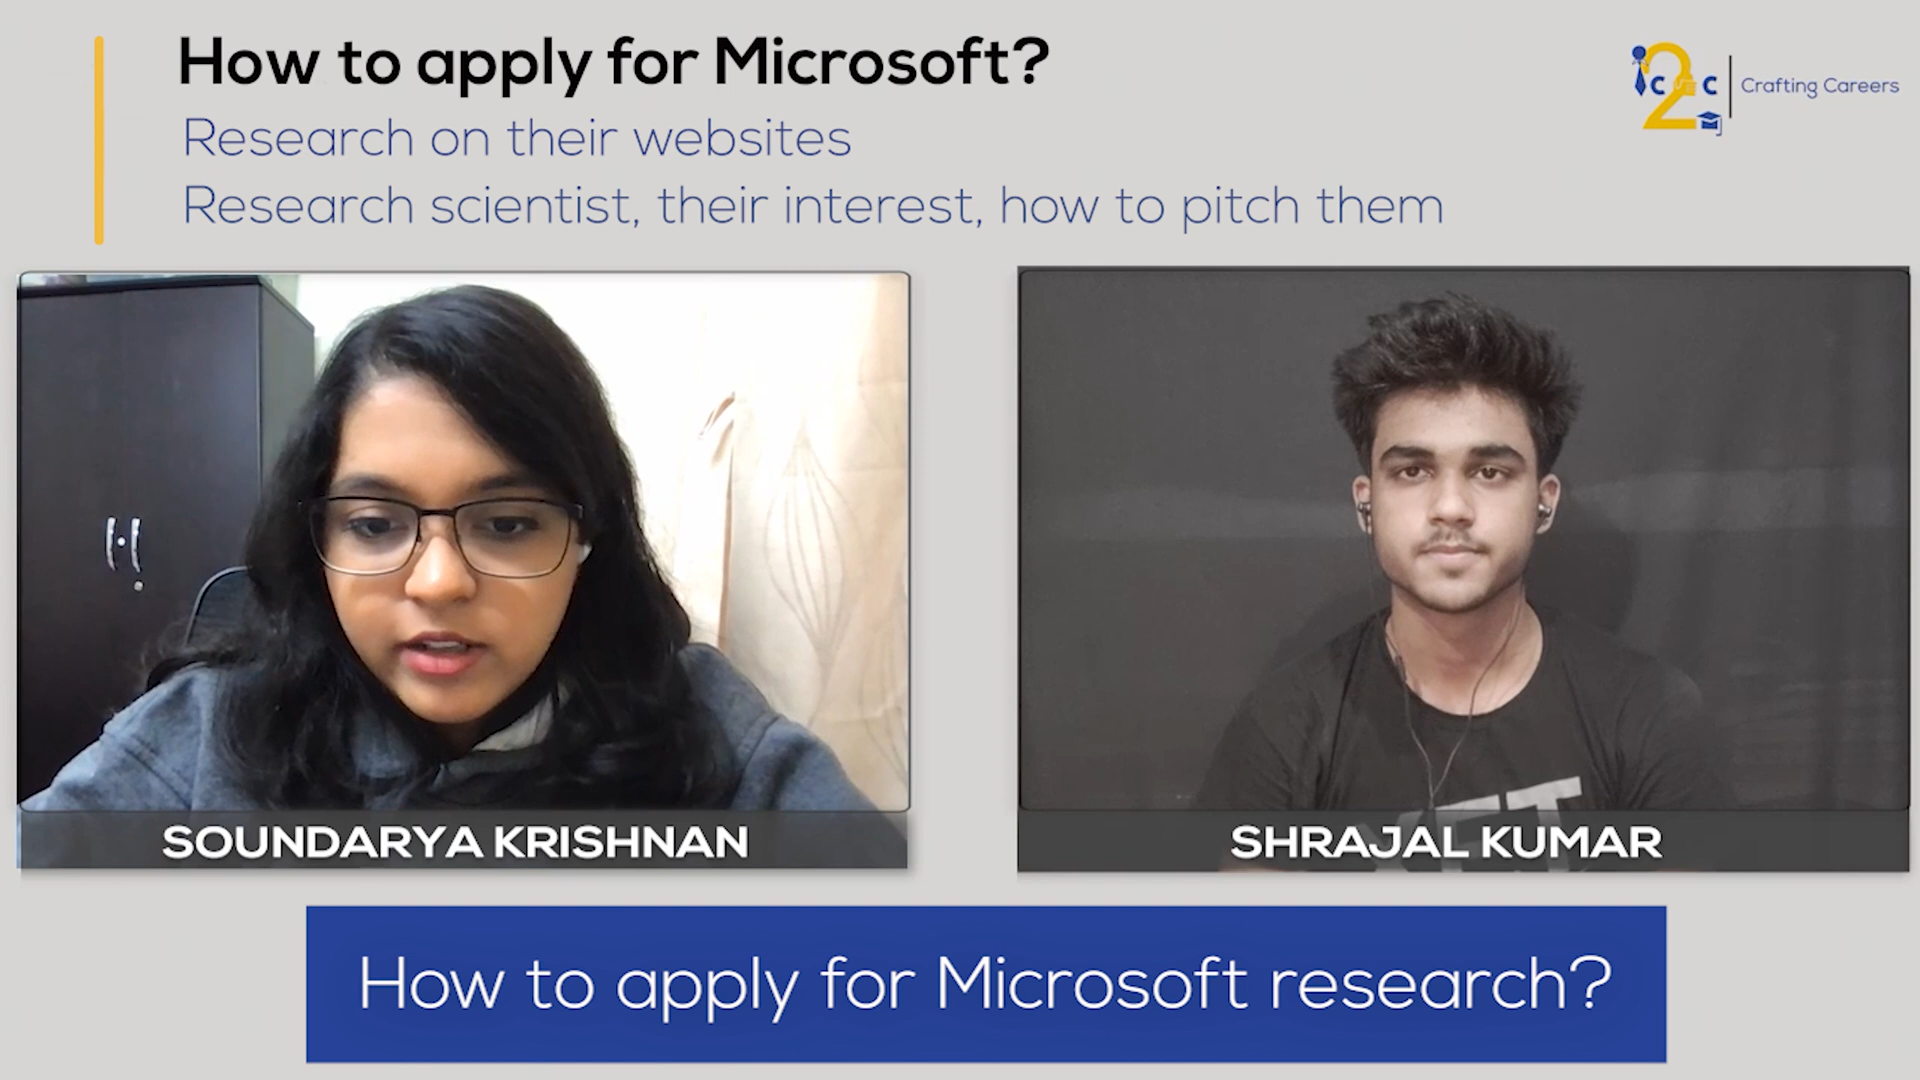 How to apply for Microsoft?
Research on their websites
Research scientist, their interest, how to pitch them
C2C | Crafting Careers
SOUNDARYA KRISHNAN
SHRAJAL KUMAR
How to apply for Microsoft research?